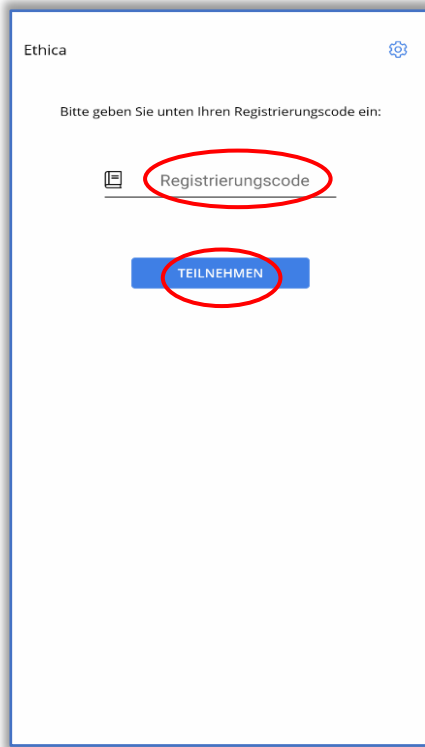 Ethica
Bitte geben Sie unten Ihren Registrierungscode ein:
Registrierungscode
TEILNEHMEN